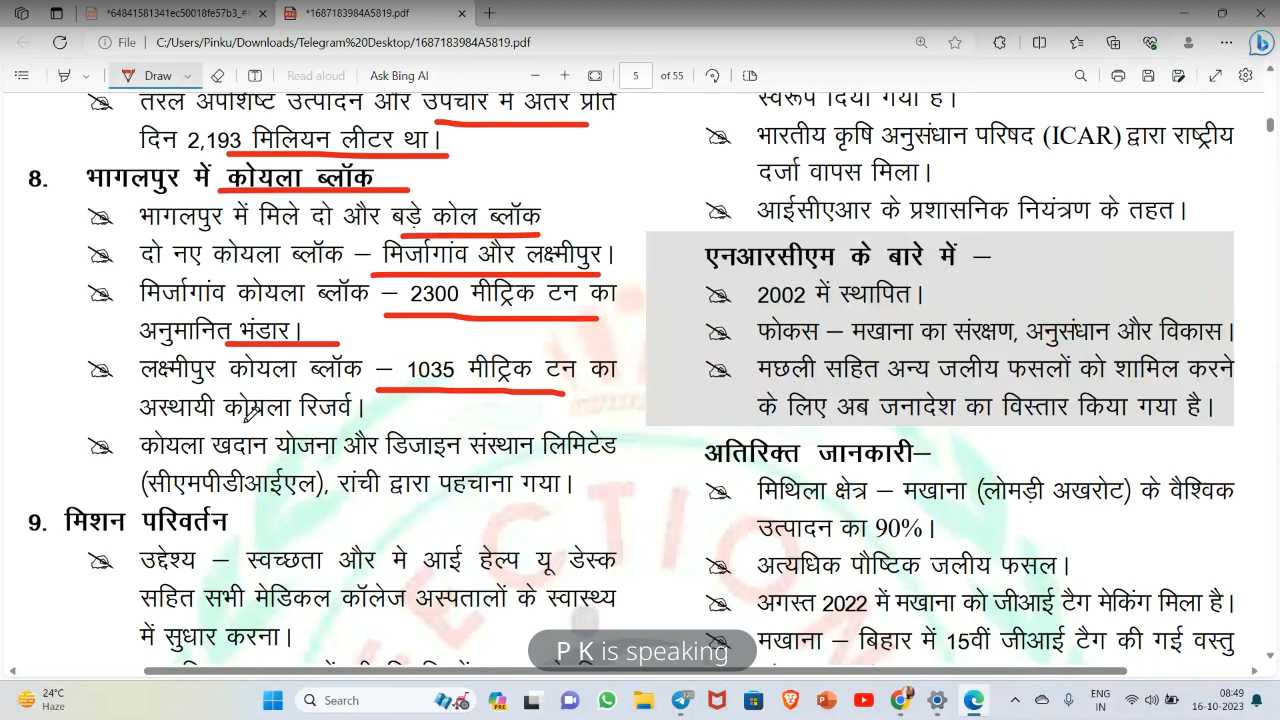 *64841581341ec50018fe57b3_##
*1687183984A5819.pdf
File
C:/Users/Pinku/Downloads/Telegram%20Desktop/1687183984A5819.pdf
Draw
Read aloud
Ask Bing AI
5
of 55
तरल अपशिष्ट उत्पादन और उपचार में अंतर प्रति
दिन 2,193 मिलियन लीटर था।
8. भागलपुर में कोयला ब्लॉक
भागलपुर में मिले दो और बड़े कोल ब्लॉक
दो नए कोयला ब्लॉक – मिर्जागांव और लक्ष्मीपुर।
मिर्जागांव कोयला ब्लॉक – 2300 मीट्रिक टन का
अनुमानित भंडार।
लक्ष्मीपुर कोयला ब्लॉक – 1035 मीट्रिक टन का
अस्थायी कोयला रिजर्व।
कोयला खदान योजना और डिजाइन संस्थान लिमिटेड
(सीएमपीडीआईएल), रांची द्वारा पहचाना गया।
9. मिशन परिवर्तन
उद्देश्य – स्वच्छता और मे आई हेल्प यू डेस्क
सहित सभी मेडिकल कॉलेज अस्पतालों के स्वास्थ्य
में सुधार करना।
स्वरूप दिया गया है।
भारतीय कृषि अनुसंधान परिषद (ICAR) द्वारा राष्ट्रीय
दर्जा वापस मिला।
आईसीएआर के प्रशासनिक नियंत्रण के तहत।
एनआरसीएम के बारे में –
2002 में स्थापित।
फोकस – मखाना का संरक्षण, अनुसंधान और विकास।
मछली सहित अन्य जलीय फसलों को शामिल करने
के लिए अब जनादेश का विस्तार किया गया है।
अतिरिक्त जानकारी–
मिथिला क्षेत्र – मखाना (लोमड़ी अखरोट) के वैश्विक
उत्पादन का 90%।
अत्यधिक पौष्टिक जलीय फसल।
अगस्त 2022 में मखाना को जीआई टैग मेकिंग मिला है।
मखाना – बिहार में 15वीं जीआई टैग की गई वस्तु
P K is speaking
24°C
Haze
Search
ENG
IN
08:49
16-10-2023